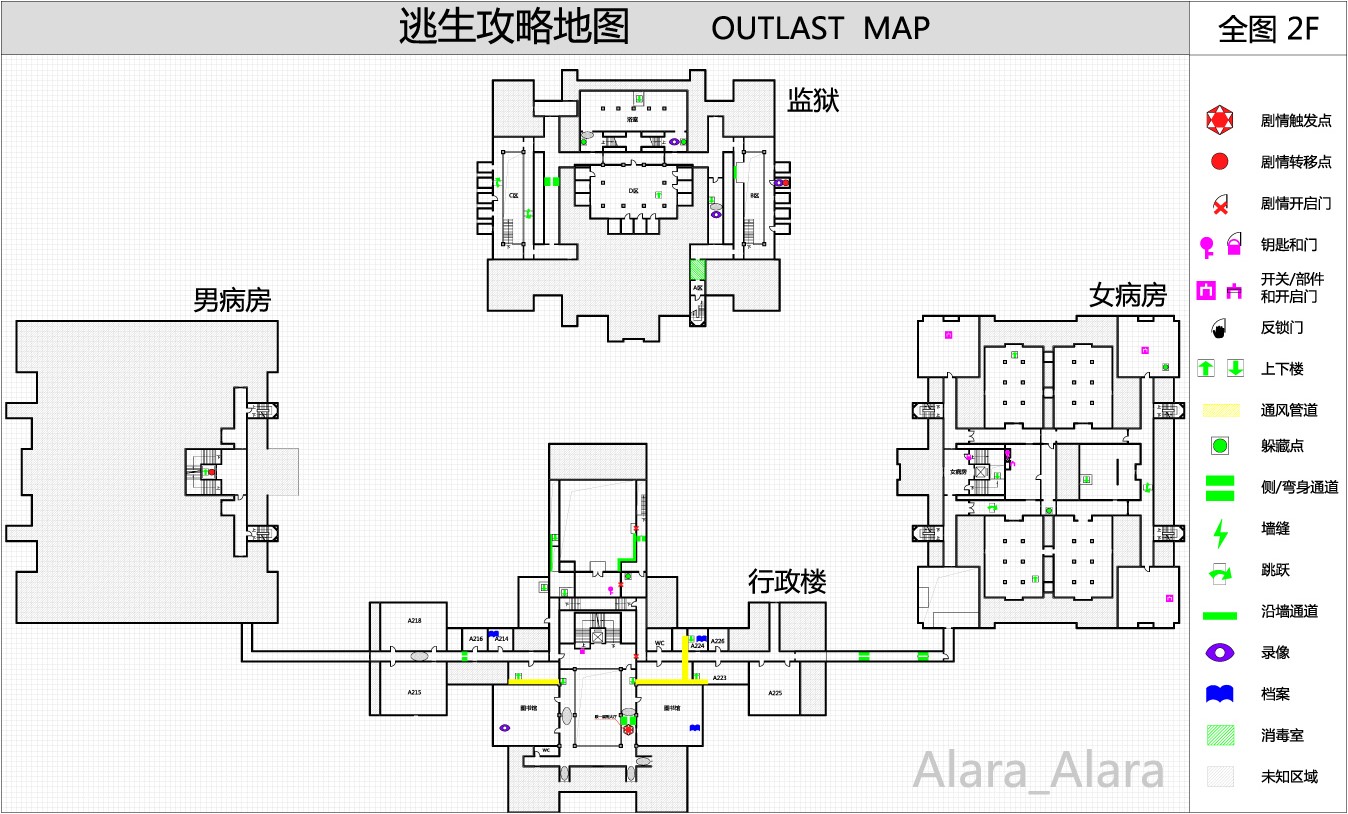 逃生攻略地图 OUTLAST MAP
全图 2F
监狱
浴室
C区
D区
B区
A区
男病房
女病房
女病房
行政楼
A218
A216
A214
A215
WC
A224
A226
A223
A225
图书馆
图书馆
WC
上
下
剧情触发点
剧情转移点
剧情开启门
钥匙和门
开关/部件
和开启门
反锁门
上下楼
通风管道
躲藏点
侧/弯身通道
墙缝
跳跃
沿墙通道
录像
档案
消毒室
未知区域
Alara_Alara